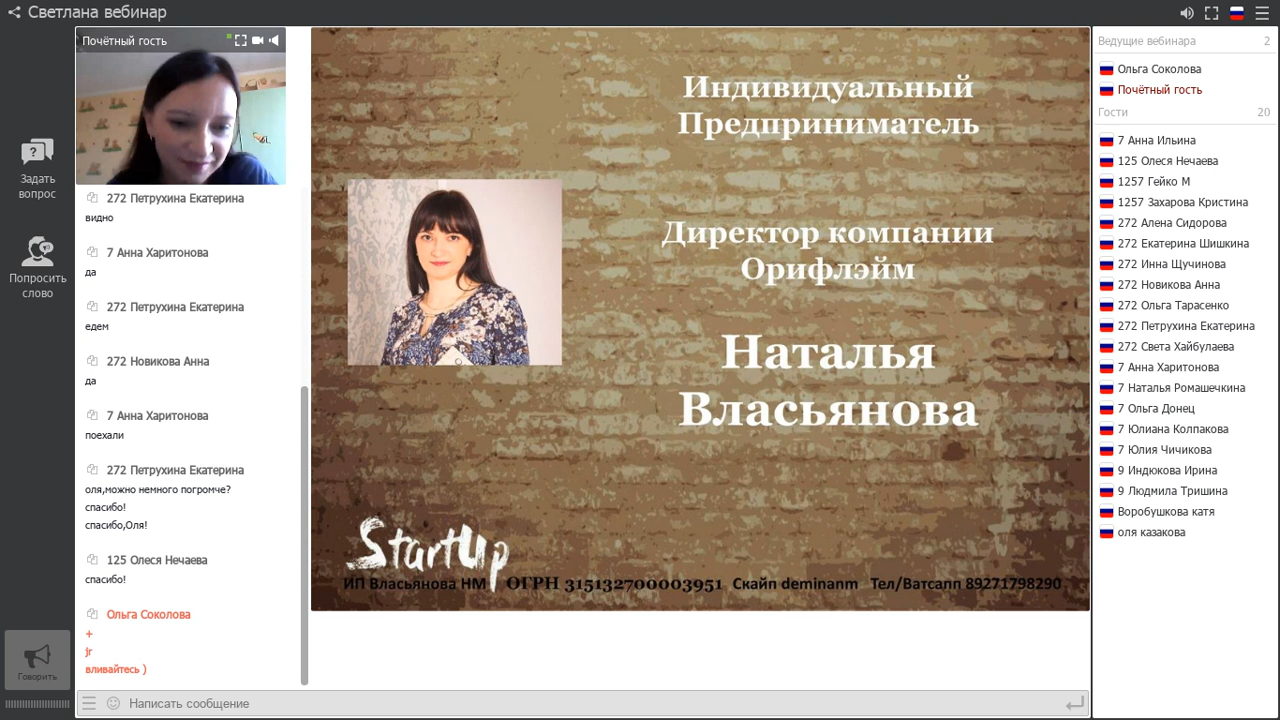 Светлана вебинар
Почётный гость
Задать
вопрос
Попросить
слово
Говорить
272 Петрухина Екатерина
видно
7 Анна Харитонова
да
272 Петрухина Екатерина
едем
272 Новикова Анна
да
7 Анна Харитонова
поехали
272 Петрухина Екатерина
оля,можно немного погромче?
спасибо!
спасибо,Оля!
125 Олеся Нечаева
спасибо!
Ольга Соколова
+
jr
вливайтесь )
Написать сообщение
Индивидуальный
Предприниматель
Директор компании
Орифлэйм
Наталья
Власьянова
StartUp
ИП Власьянова НМ ОГРН 315132700003951 Скайп deminanm Тел/Ватсапп 89271798290
Ведущие вебинара 2
Ольга Соколова
Почётный гость
Гости 20
7 Анна Ильина
125 Олеся Нечаева
1257 Гейко М
1257 Захарова Кристина
272 Алена Сидорова
272 Екатерина Шишкина
272 Инна Щучинова
272 Новикова Анна
272 Ольга Тарасенко
272 Петрухина Екатерина
272 Света Хайбулаева
7 Анна Харитонова
7 Наталья Ромашечкина
7 Ольга Донец
7 Юлиана Колпакова
7 Юлия Чичикова
9 Индюкова Ирина
9 Людмила Тришина
Воробушкова катя
оля казакова